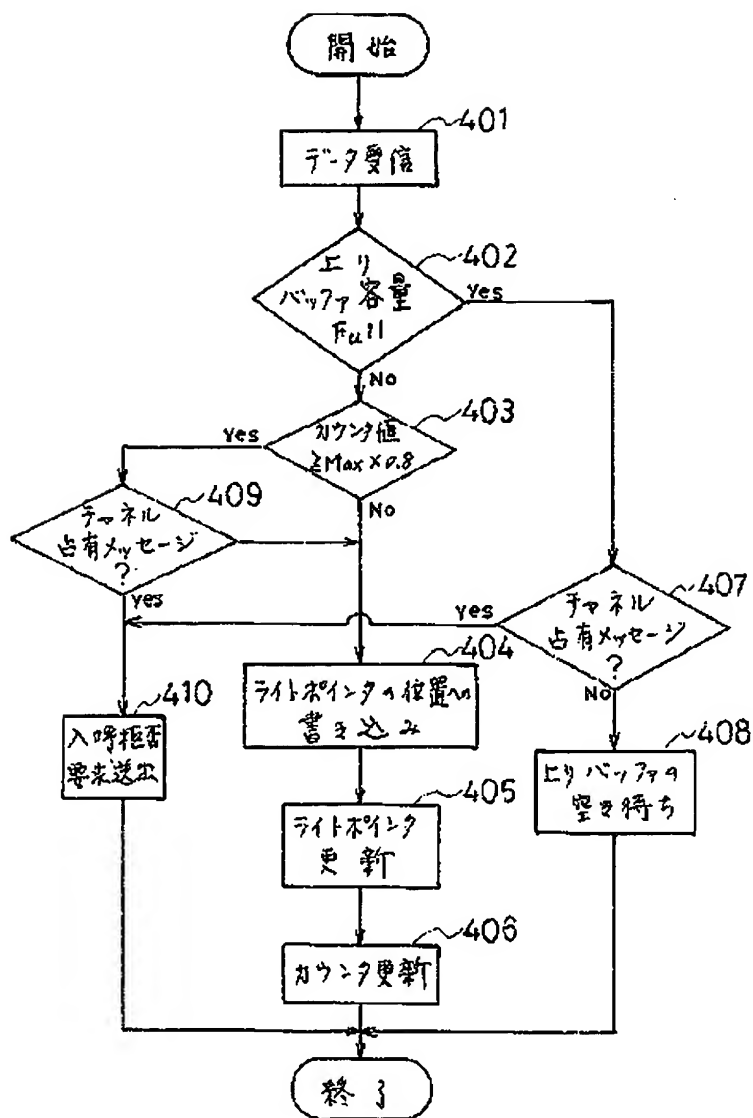 開始
401
データ受信
402
上り
バッファ容量
Full
Yes
No
403
カウンタ値
≧Max×0.8
Yes
No
409
チャネル
占有メッセージ
?
Yes
407
チャネル
占有メッセージ
?
Yes
No
404
ライトポインタの位置への
書き込み
410
入呼拒否
要求送出
408
上りバッファの
空き待ち
405
ライトポインタ
更新
406
カウンタ更新
終了